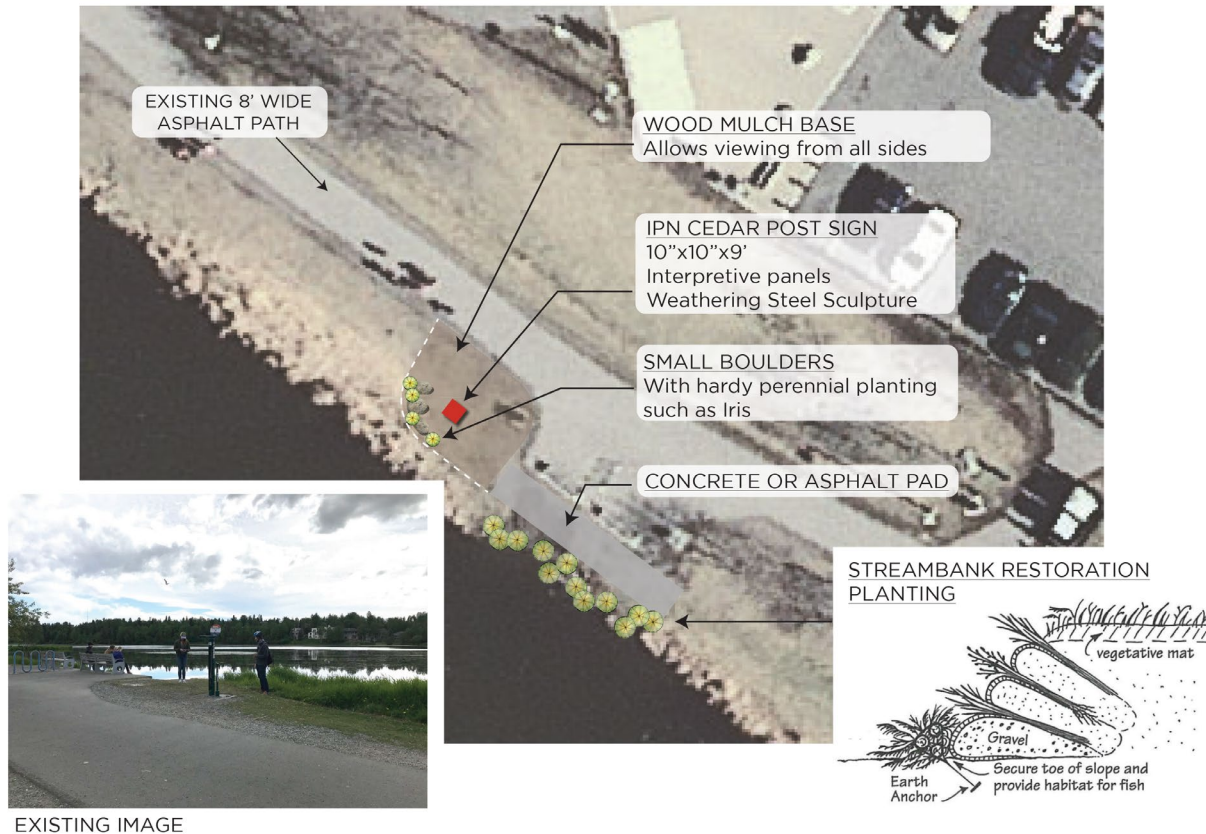 EXISTING 8' WIDE
ASPHALT PATH
WOOD MULCH BASE
Allows viewing from all sides
IPN CEDAR POST SIGN
10”x10”x9’
Interpretive panels
Weathering Steel Sculpture
SMALL BOULDERS
With hardy perennial planting
such as Iris
CONCRETE OR ASPHALT PAD
STREAMBANK RESTORATION
PLANTING
vegetative mat
Gravel
Secure toe of slope and
provide habitat for fish
Earth
Anchor
EXISTING IMAGE